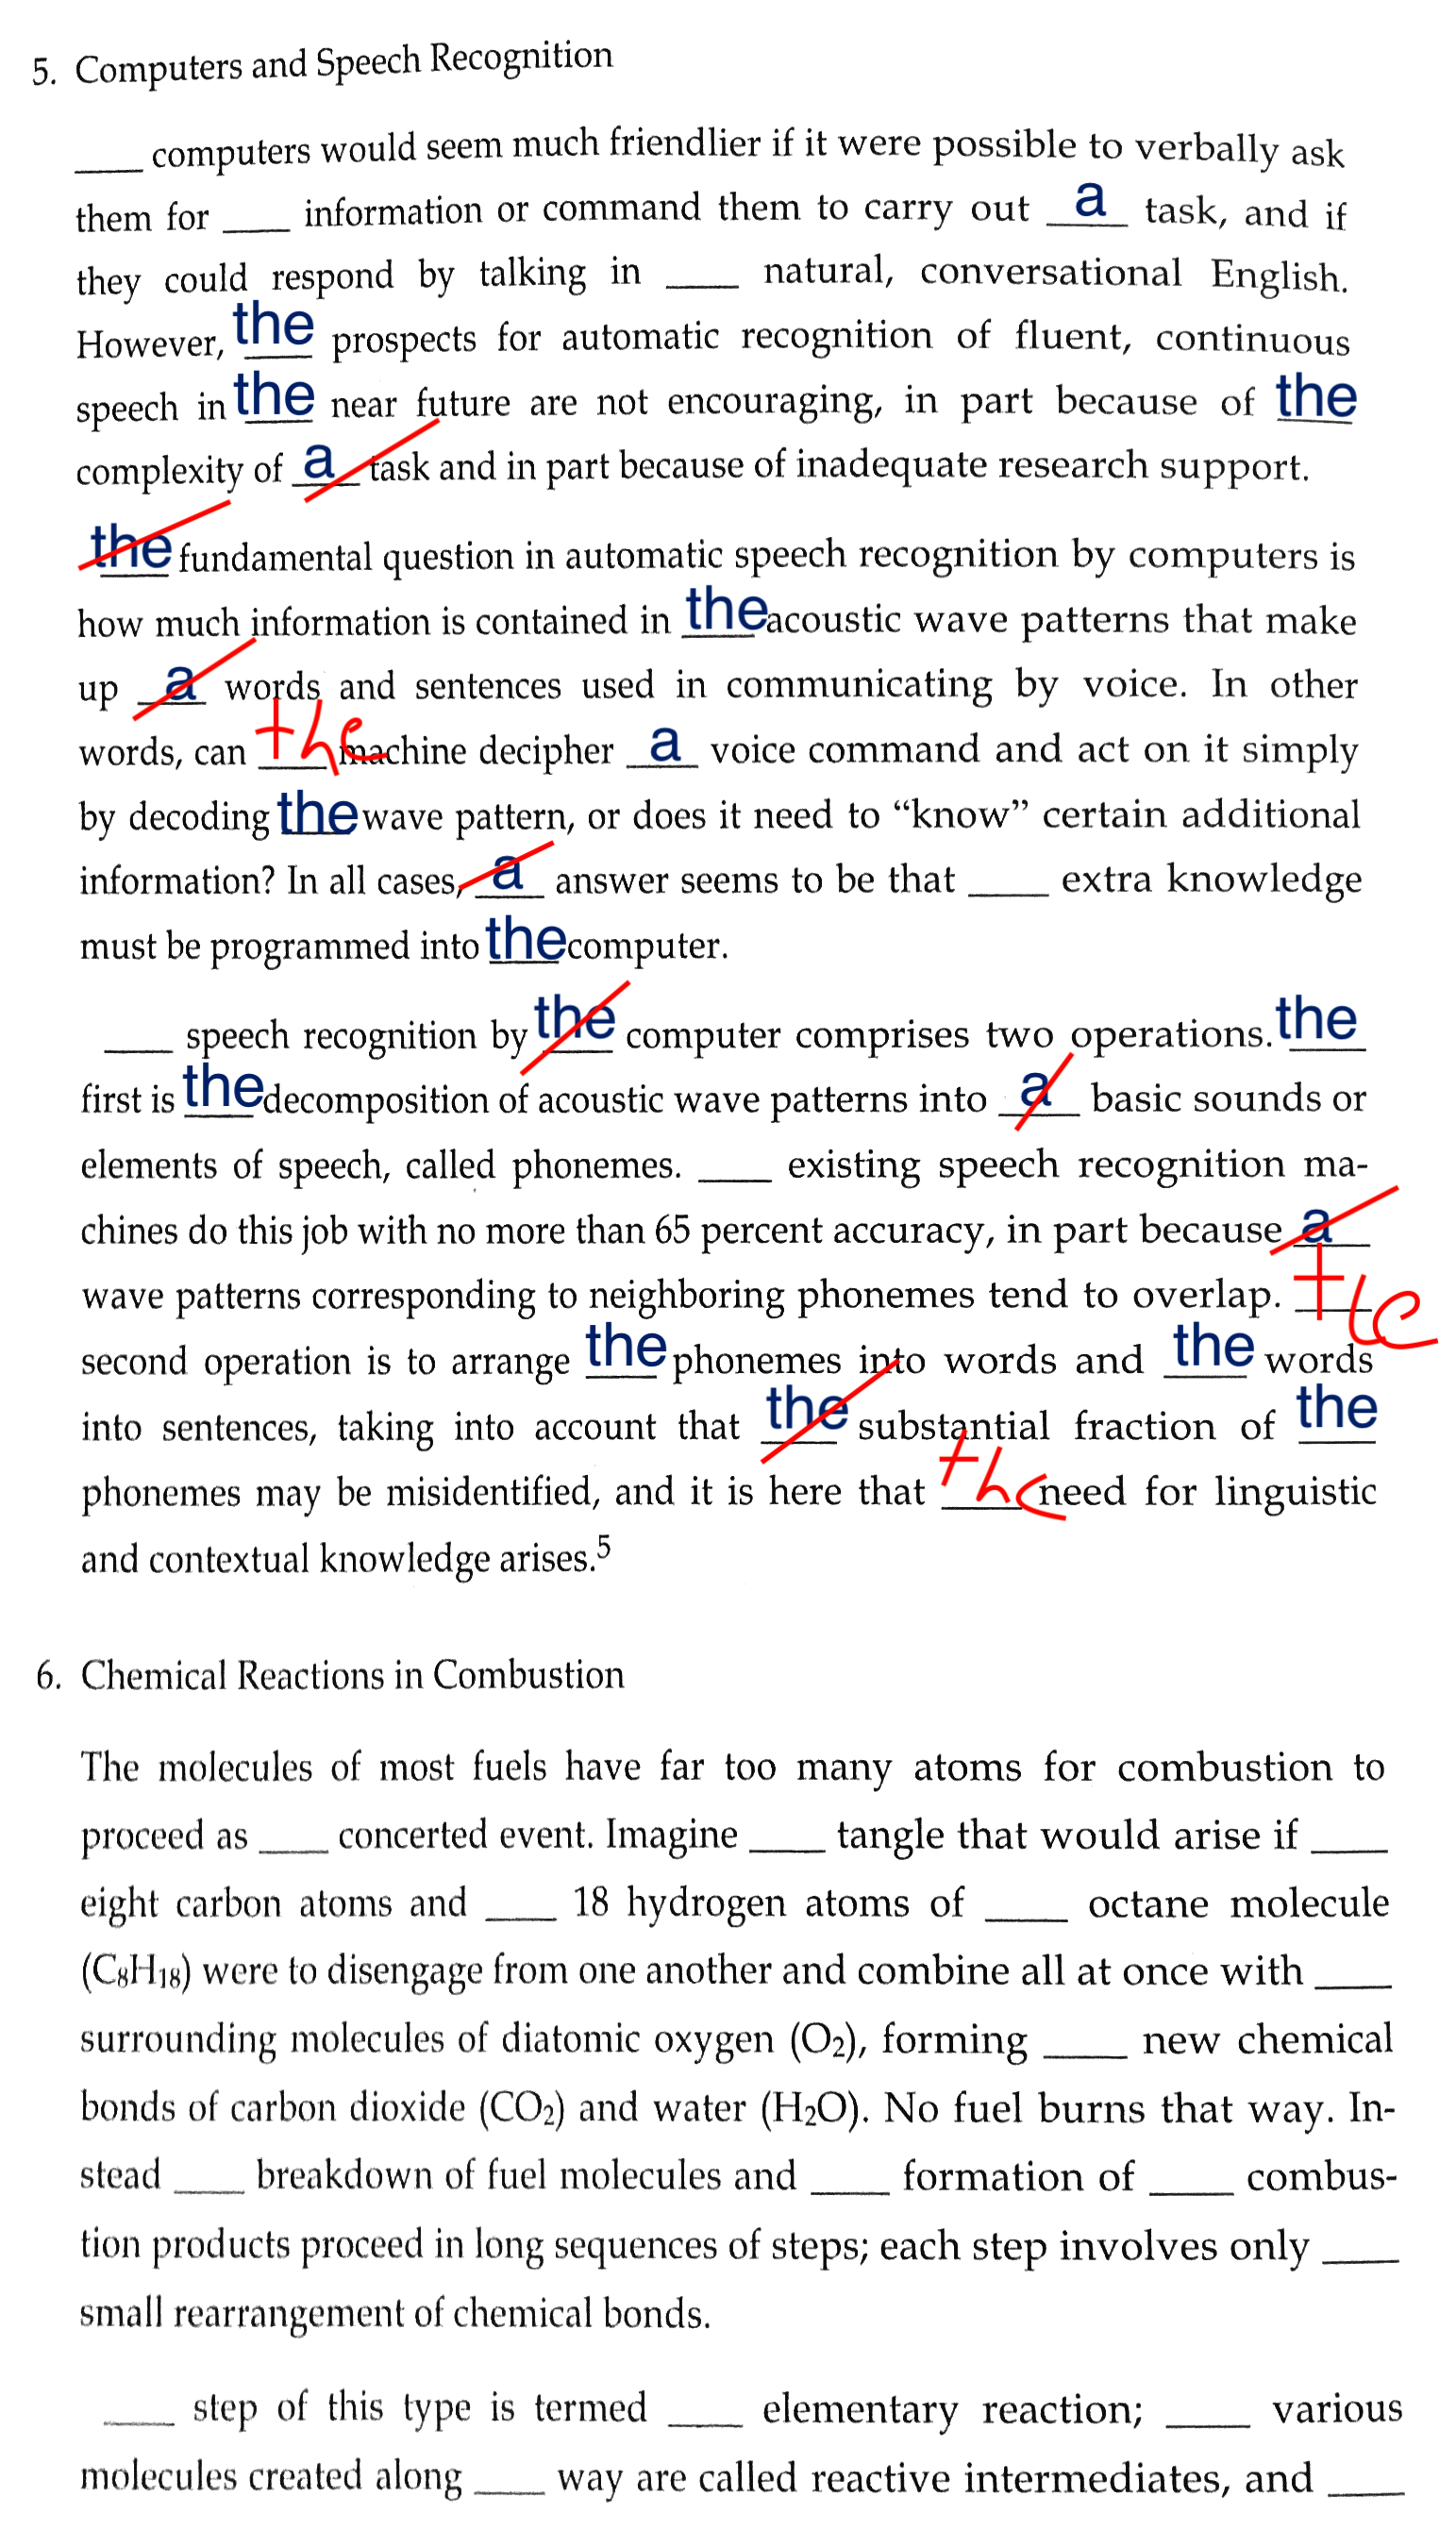 5. Computers and Speech Recognition
____ computers would seem much friendlier if it were possible to verbally ask
them for ____ information or command them to carry out a task, and if
they could respond by talking in ____ natural, conversational English.
However, the prospects for automatic recognition of fluent, continuous
speech in the near future are not encouraging, in part because of the
complexity of a task and in part because of inadequate research support.
the fundamental question in automatic speech recognition by computers is
how much information is contained in the acoustic wave patterns that make
up a words and sentences used in communicating by voice. In other
words, can the machine decipher a voice command and act on it simply
by decoding the wave pattern, or does it need to “know” certain additional
information? In all cases, a answer seems to be that ____ extra knowledge
must be programmed into the computer.
____ speech recognition by the computer comprises two operations. the
first is the decomposition of acoustic wave patterns into a basic sounds or
elements of speech, called phonemes. ____ existing speech recognition ma-
chines do this job with no more than 65 percent accuracy, in part because a
wave patterns corresponding to neighboring phonemes tend to overlap. the
second operation is to arrange the phonemes into words and the words
into sentences, taking into account that the substantial fraction of the
phonemes may be misidentified, and it is here that the need for linguistic
and contextual knowledge arises.5
6. Chemical Reactions in Combustion
The molecules of most fuels have far too many atoms for combustion to
proceed as ____ concerted event. Imagine ____ tangle that would arise if ____
eight carbon atoms and ____ 18 hydrogen atoms of ____ octane molecule
(C8H18) were to disengage from one another and combine all at once with ____
surrounding molecules of diatomic oxygen (O2), forming ____ new chemical
bonds of carbon dioxide (CO2) and water (H2O). No fuel burns that way. In-
stead ____ breakdown of fuel molecules and ____ formation of ____ combus-
tion products proceed in long sequences of steps; each step involves only ____
small rearrangement of chemical bonds.
____ step of this type is termed ____ elementary reaction; ____ various
molecules created along ____ way are called reactive intermediates, and ____